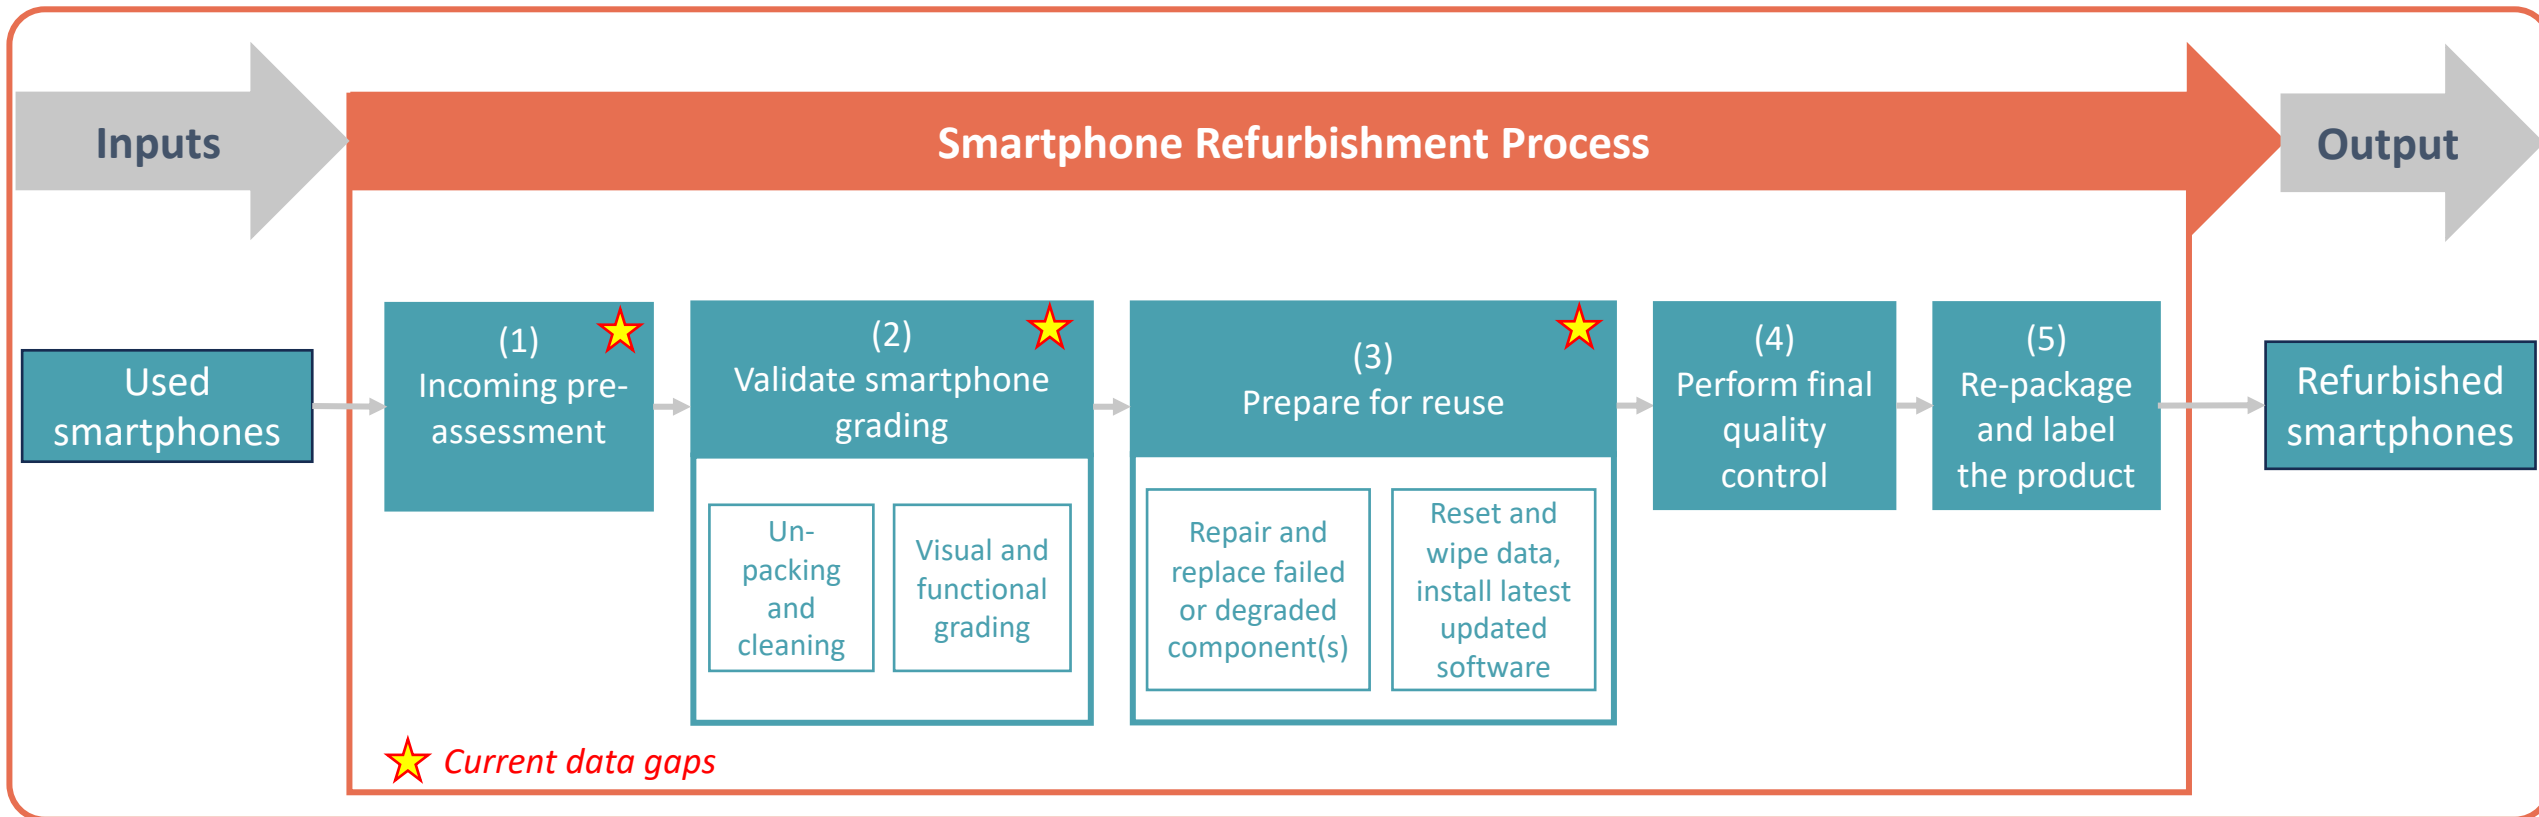 Inputs
Smartphone Refurbishment Process
Output
Used
smartphones
(1)
Incoming pre-
assessment
(2)
Validate smartphone
grading
Un-
packing
and
cleaning
Visual and
functional
grading
(3)
Prepare for reuse
Repair and
replace failed
or degraded
component(s)
Reset and
wipe data,
install latest
updated
software
(4)
Perform final
quality
control
(5)
Re-package
and label
the product
Refurbished
smartphones
Current data gaps